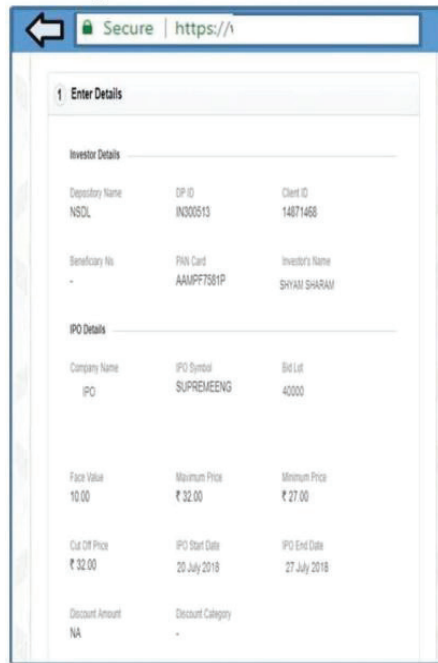 Secure | https://
1 Enter Details
Investor Details
Depository Name DP ID Client ID
NSDL IN300513 14871468
Beneficiary No PAN Card Investor's Name
- AAMPF7581P SHYAM SHARAM
IPO Details
Company Name IPO Symbol Bid Lot
IPO SUPREMEENG 40000
Face Value Maximum Price Minimum Price
10.00 ₹ 32.00 ₹ 27.00
Cut Off Price IPO Start Date IPO End Date
₹ 32.00 20 July 2018 27 July 2018
Discount Amount Discount Category
NA -